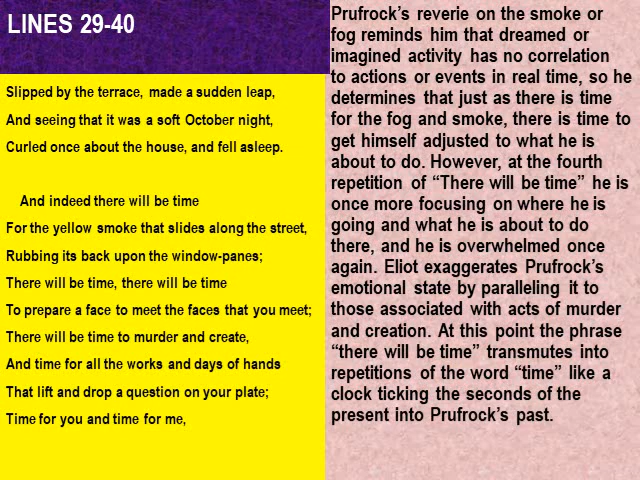 LINES 29-40
Slipped by the terrace, made a sudden leap,
And seeing that it was a soft October night,
Curled once about the house, and fell asleep.
And indeed there will be time
For the yellow smoke that slides along the street,
Rubbing its back upon the window-panes;
There will be time, there will be time
To prepare a face to meet the faces that you meet;
There will be time to murder and create,
And time for all the works and days of hands
That lift and drop a question on your plate;
Time for you and time for me,
Prufrock’s reverie on the smoke or
fog reminds him that dreamed or
imagined activity has no correlation
to actions or events in real time, so he
determines that just as there is time
for the fog and smoke, there is time to
get himself adjusted to what he is
about to do. However, at the fourth
repetition of “There will be time” he is
once more focusing on where he is
going and what he is about to do
there, and he is overwhelmed once
again. Eliot exaggerates Prufrock’s
emotional state by paralleling it to
those associated with acts of murder
and creation. At this point the phrase
“there will be time” transmutes into
repetitions of the word “time” like a
clock ticking the seconds of the
present into Prufrock’s past.